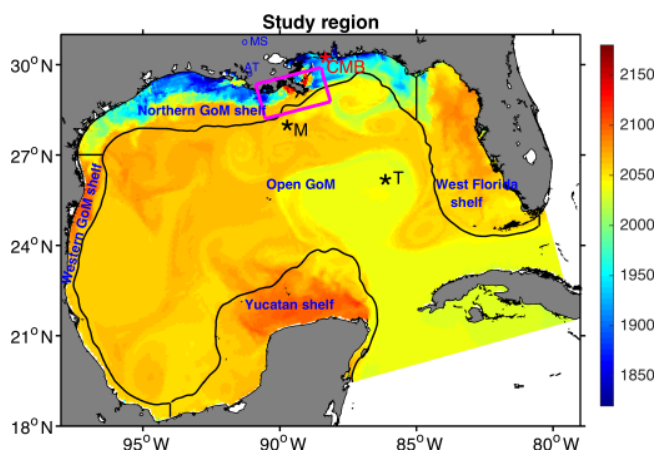 Study region
MS
AT
CMB
Northern GoM shelf
M
Open GoM
T
West Florida
shelf
Western GoM shelf
Yucatan shelf
30°N
27°N
24°N
21°N
18°N
95°W
90°W
85°W
80°W
2150
2100
2050
2000
1950
1900
1850